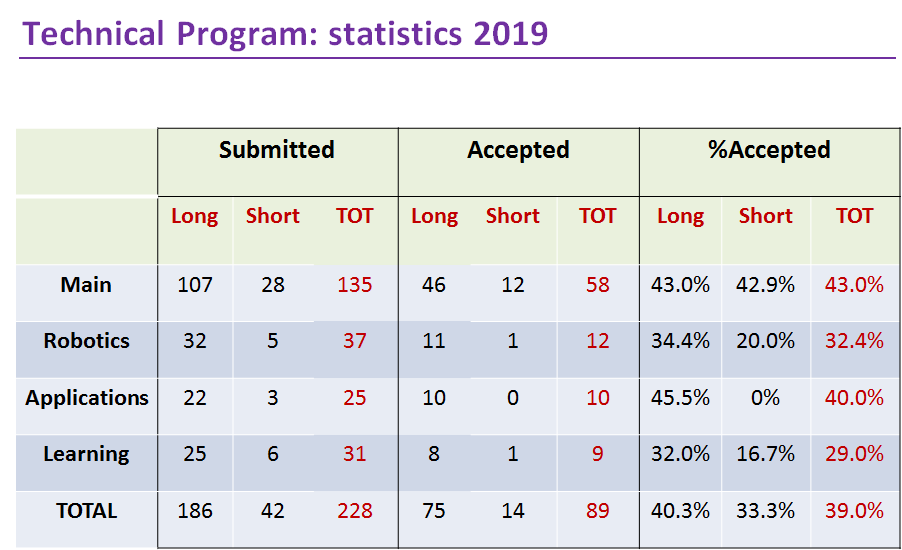 Technical Program: statistics 2019
Submitted Accepted %Accepted
Long Short TOT Long Short TOT Long Short TOT
Main 107 28 135 46 12 58 43.0% 42.9% 43.0%
Robotics 32 5 37 11 1 12 34.4% 20.0% 32.4%
Applications 22 3 25 10 0 10 45.5% 0% 40.0%
Learning 25 6 31 8 1 9 32.0% 16.7% 29.0%
TOTAL 186 42 228 75 14 89 40.3% 33.3% 39.0%